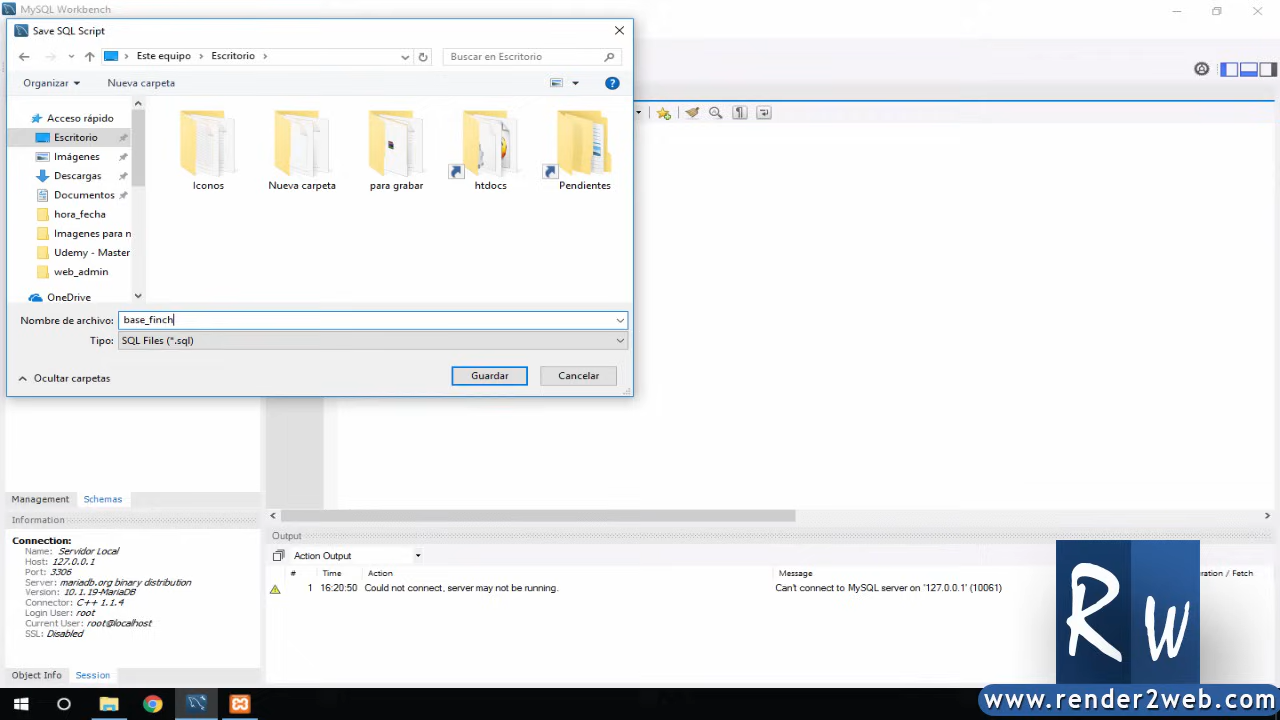 MySQL Workbench
Save SQL Script
Este equipo > Escritorio >
Buscar en Escritorio
Organizar
Nueva carpeta
Acceso rápido
Escritorio
Imágenes
Descargas
Documentos
hora_fecha
Imagenes para n
Udemy - Master
web_admin
OneDrive
Iconos
Nueva carpeta
para grabar
htdocs
Pendientes
Nombre de archivo: base_finch
Tipo: SQL Files (*.sql)
Ocultar carpetas
Guardar
Cancelar
Management Schemas
Information
Connection:
Name: Servidor Local
Host: 127.0.0.1
Port: 3306
Server: mariadb.org binary distribution
Version: 10.1.19-MariaDB
Connector: C++ 1.1.4
Login User: root
Current User: root@localhost
SSL: Disabled
Object Info Session
Output
Action Output
# Time Action Message ration / Fetch
1 16:20:50 Could not connect, server may not be running. Can't connect to MySQL server on '127.0.0.1' (10061)
RW
www.render2web.com